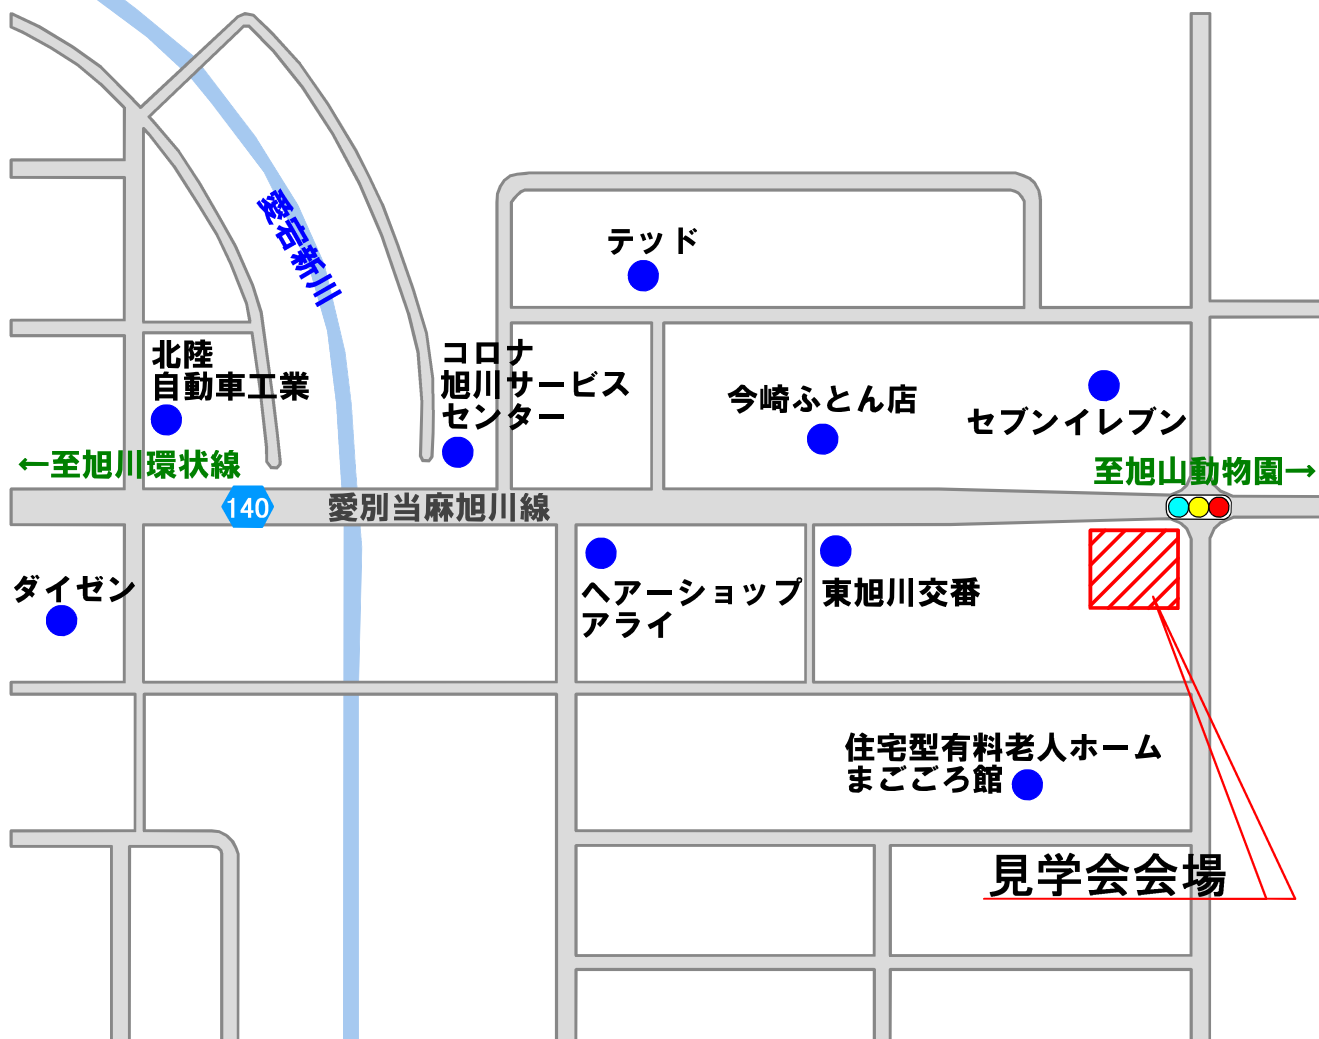 愛宕新川
テッド
北陸
自動車工業
コロナ
旭川サービス
センター
今崎ふとん店
セブンイレブン
←至旭川環状線
至旭山動物園→
140
愛別当麻旭川線
ダイゼン
ヘアーショップ
アライ
東旭川交番
住宅型有料老人ホーム
まごごろ館
見学会会場